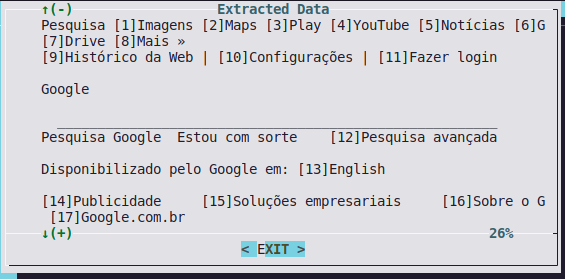 ↑(-) Extracted Data
Pesquisa [1]Imagens [2]Maps [3]Play [4]YouTube [5]Notícias [6]G
[7]Drive [8]Mais »
[9]Histórico da Web | [10]Configurações | [11]Fazer login
Google
Pesquisa Google Estou com sorte [12]Pesquisa avançada
Disponibilizado pelo Google em: [13]English
[14]Publicidade [15]Soluções empresariais [16]Sobre o G
[17]Google.com.br
↓(+) 26%
< EXIT >